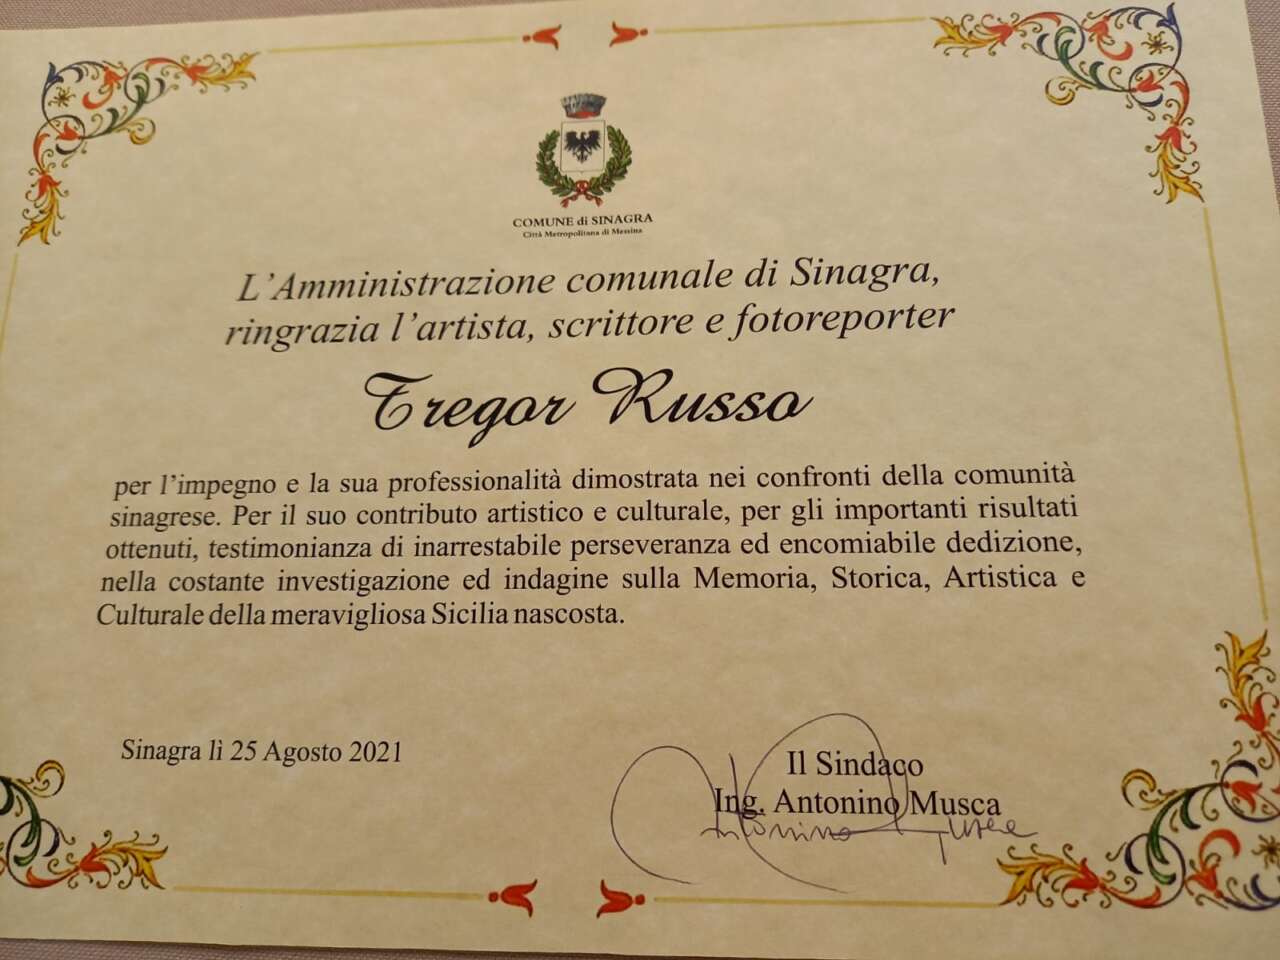 COMUNE di SINAGRA
Città Metropolitana di Messina
L'Amministrazione comunale di Sinagra,
ringrazia l'artista, scrittore e fotoreporter
Tregor Russo
per l'impegno e la sua professionalità dimostrata nei confronti della comunità
sinagrese. Per il suo contributo artistico e culturale, per gli importanti risultati
ottenuti, testimonianza di inarrestabile perseveranza ed encomiabile dedizione,
nella costante investigazione ed indagine sulla Memoria, Storica, Artistica e
Culturale della meravigliosa Sicilia nascosta.
Sinagra lì 25 Agosto 2021
Il Sindaco
Ing. Antonino Musca
Antonino Musca